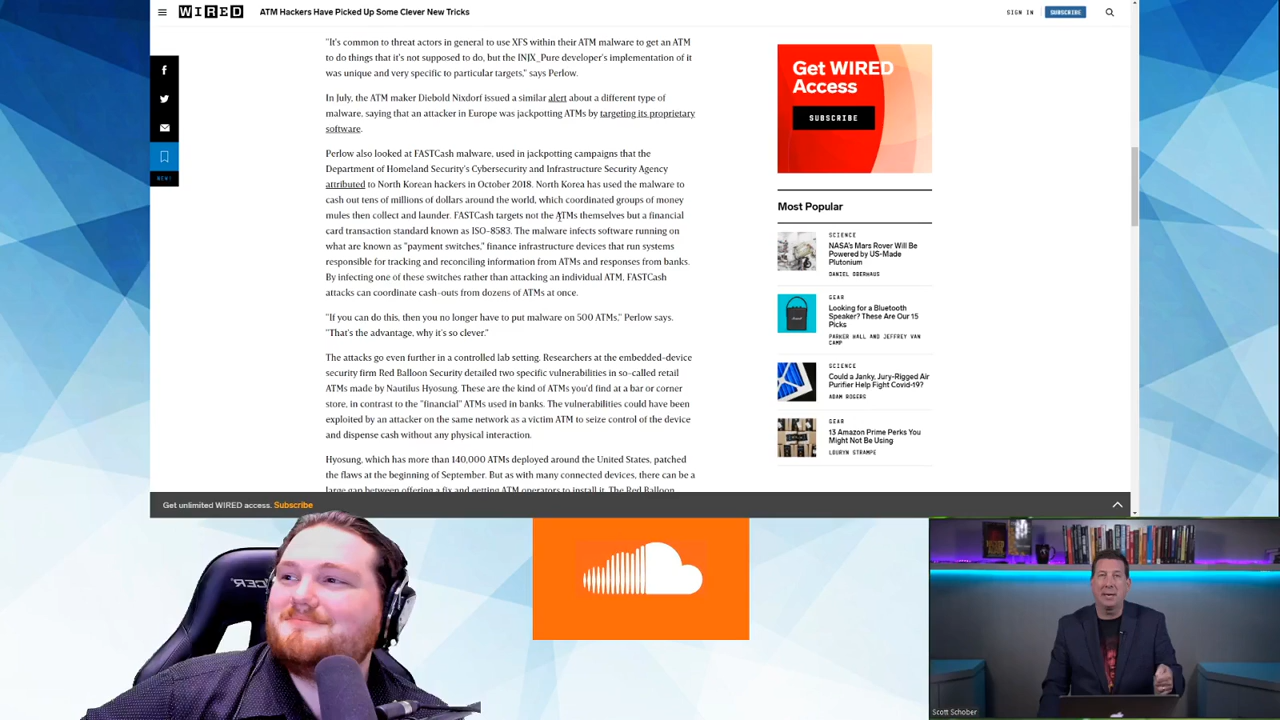 WIRED
ATM Hackers Have Picked Up Some Clever New Tricks
SIGN IN
SUBSCRIBE
"It's common to threat actors in general to use XFS within their ATM malware to get an ATM
to do things that it's not supposed to do, but the INJX_Pure developer's implementation of it
was unique and very specific to particular targets," says Perlow.
In July, the ATM maker Diebold Nixdorf issued a similar alert about a different type of
malware, saying that an attacker in Europe was jackpotting ATMs by targeting its proprietary
software.
Perlow also looked at FASTCash malware, used in jackpotting campaigns that the
Department of Homeland Security's Cybersecurity and Infrastructure Security Agency
attributed to North Korean hackers in October 2018. North Korea has used the malware to
cash out tens of millions of dollars around the world, which coordinated groups of money
mules then collect and launder. FASTCash targets not the ATMs themselves but a financial
card transaction standard known as ISO-8583. The malware infects software running on
what are known as "payment switches," finance infrastructure devices that run systems
responsible for tracking and reconciling information from ATMs and responses from banks.
By infecting one of these switches rather than attacking an individual ATM, FASTCash
attacks can coordinate cash-outs from dozens of ATMs at once.
"If you can do this, then you no longer have to put malware on 500 ATMs," Perlow says.
"That's the advantage, why it's so clever."
The attacks go even further in a controlled lab setting. Researchers at the embedded-device
security firm Red Balloon Security detailed two specific vulnerabilities in so-called retail
ATMs made by Nautilus Hyosung. These are the kind of ATMs you'd find at a bar or corner
store, in contrast to the "financial" ATMs used in banks. The vulnerabilities could have been
exploited by an attacker on the same network as a victim ATM to seize control of the device
and dispense cash without any physical interaction.
Hyosung, which has more than 140,000 ATMs deployed around the United States, patched
the flaws at the beginning of September. But as with many connected devices, there can be a
large gap between offering a fix and getting ATM operators to install it. The Red Balloon
NEW!
Get WIRED
Access
SUBSCRIBE
Most Popular
SCIENCE
NASA's Mars Rover Will Be
Powered by US-Made
Plutonium
DANIEL OBERHAUS
GEAR
Looking for a Bluetooth
Speaker? These Are Our 15
Picks
PARKER HALL AND JEFFREY VAN
CAMP
SCIENCE
Could a Janky, Jury-Rigged Air
Purifier Help Fight Covid-19?
ADAM ROGERS
GEAR
13 Amazon Prime Perks You
Might Not Be Using
LOURYN STRAMPE
Get unlimited WIRED access. Subscribe
Scott Schober